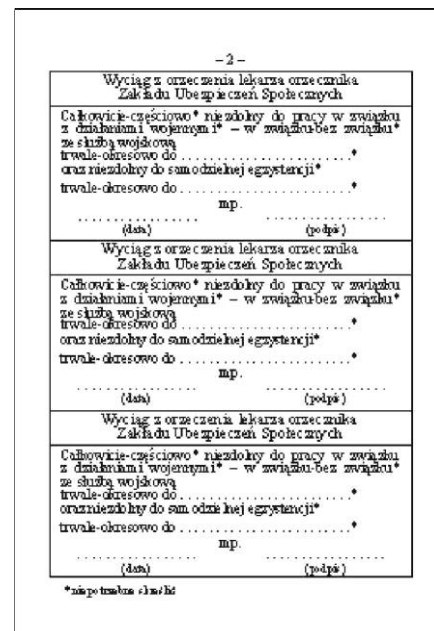 – 2 –
Wyciąg z orzeczenia lekarza orzecznika
Zakładu Ubezpieczeń Społecznych
Całkowicie-częściowo* niezdolny do pracy w związku
z działaniami wojennymi* – w związku-bez związku*
ze służbą wojskową
trwale-okresowo do ............................*
oraz niezdolny do samodzielnej egzystencji*
trwale-okresowo do ............................*
mp.
.................. ..................
(data) (podpis)
Wyciąg z orzeczenia lekarza orzecznika
Zakładu Ubezpieczeń Społecznych
Całkowicie-częściowo* niezdolny do pracy w związku
z działaniami wojennymi* – w związku-bez związku*
ze służbą wojskową
trwale-okresowo do ............................*
oraz niezdolny do samodzielnej egzystencji*
trwale-okresowo do ............................*
mp.
.................. ..................
(data) (podpis)
Wyciąg z orzeczenia lekarza orzecznika
Zakładu Ubezpieczeń Społecznych
Całkowicie-częściowo* niezdolny do pracy w związku
z działaniami wojennymi* – w związku-bez związku*
ze służbą wojskową
trwale-okresowo do ............................*
oraz niezdolny do samodzielnej egzystencji*
trwale-okresowo do ............................*
mp.
.................. ..................
(data) (podpis)
*niepotrzebne skreślić